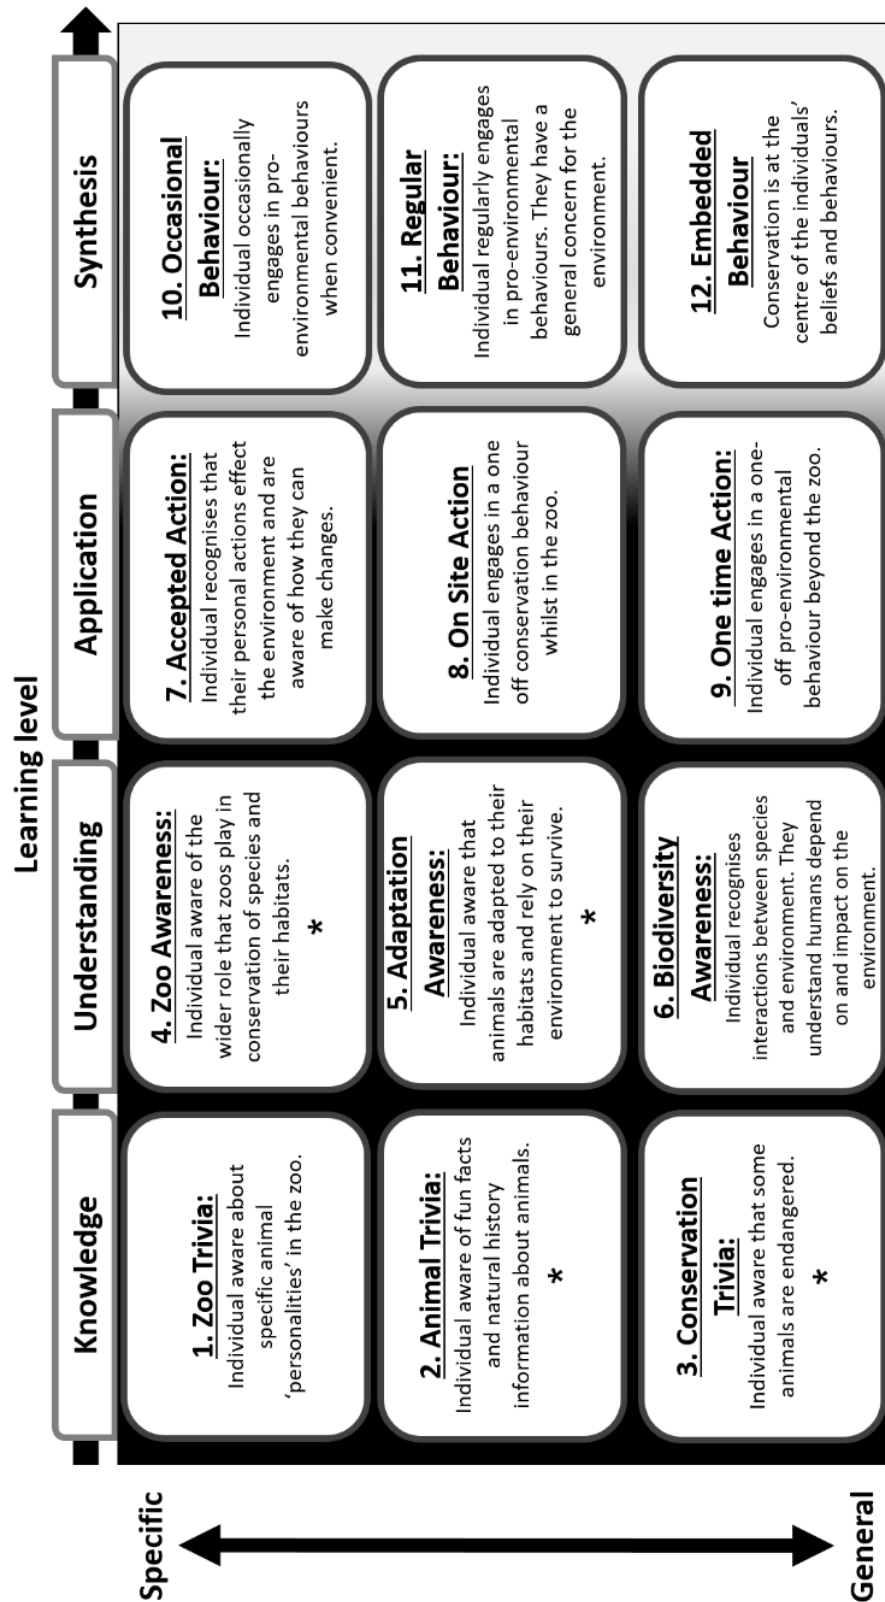 Learning level
Knowledge
Understanding
Application
Synthesis
Specific
General
1. Zoo Trivia:
Individual aware about
specific animal
‘personalities’ in the zoo.
4. Zoo Awareness:
Individual aware of the
wider role that zoos play in
conservation of species and
their habitats.
*
7. Accepted Action:
Individual recognises that
their personal actions effect
the environment and are
aware of how they can
make changes.
10. Occasional
Behaviour:
Individual occasionally
engages in pro-
environmental behaviours
when convenient.
2. Animal Trivia:
Individual aware of fun facts
and natural history
information about animals.
*
5. Adaptation
Awareness:
Individual aware that
animals are adapted to their
habitats and rely on their
environment to survive.
*
8. On Site Action
Individual engages in a one
off conservation behaviour
whilst in the zoo.
11. Regular
Behaviour:
Individual regularly engages
in pro-environmental
behaviours. They have a
general concern for the
environment.
3. Conservation
Trivia:
Individual aware that some
animals are endangered.
*
6. Biodiversity
Awareness:
Individual recognises
interactions between species
and environment. They
understand humans depend
on and impact on the
environment.
9. One time Action:
Individual engages in a one-
off pro-environmental
behaviour beyond the zoo.
12. Embedded
Behaviour
Conservation is at the
centre of the individuals’
beliefs and behaviours.